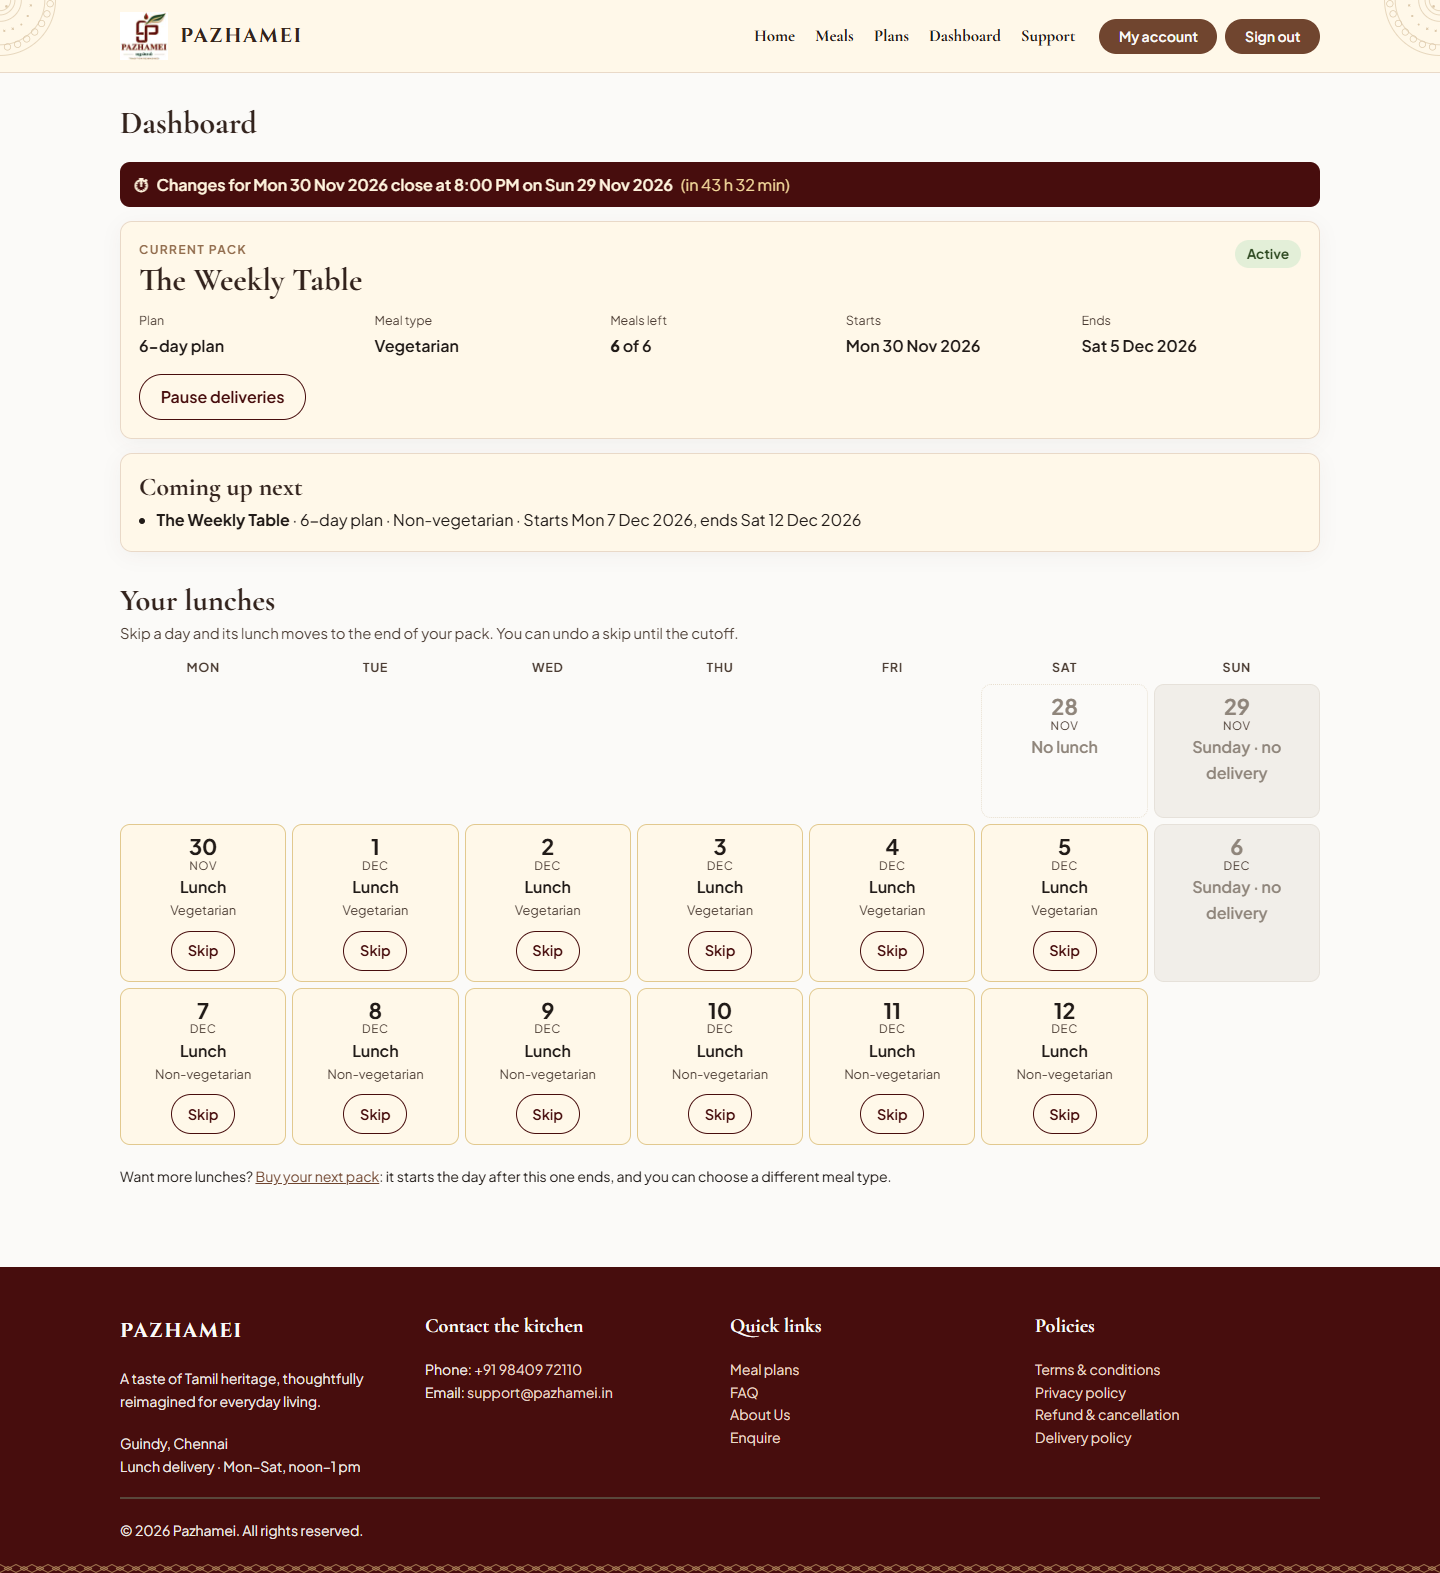 PAZHAMEI
PAZHAMEI
Home Meals Plans Dashboard Support My account Sign out
Dashboard
Changes for Mon 30 Nov 2026 close at 8:00 PM on Sun 29 Nov 2026 (in 43 h 32 min)
CURRENT PACK
Active
The Weekly Table
Plan Meal type Meals left Starts Ends
6-day plan Vegetarian 6 of 6 Mon 30 Nov 2026 Sat 5 Dec 2026
Pause deliveries
Coming up next
• The Weekly Table · 6-day plan · Non-vegetarian · Starts Mon 7 Dec 2026, ends Sat 12 Dec 2026
Your lunches
Skip a day and its lunch moves to the end of your pack. You can undo a skip until the cutoff.
MON TUE WED THU FRI SAT SUN
28 29
NOV NOV
No lunch Sunday · no
delivery
30 1 2 3 4 5 6
NOV DEC DEC DEC DEC DEC DEC
Lunch Lunch Lunch Lunch Lunch Lunch Sunday · no
delivery
Vegetarian Vegetarian Vegetarian Vegetarian Vegetarian Vegetarian
Skip Skip Skip Skip Skip Skip
7 8 9 10 11 12
DEC DEC DEC DEC DEC DEC
Lunch Lunch Lunch Lunch Lunch Lunch
Non-vegetarian Non-vegetarian Non-vegetarian Non-vegetarian Non-vegetarian Non-vegetarian
Skip Skip Skip Skip Skip Skip
Want more lunches? Buy your next pack: it starts the day after this one ends, and you can choose a different meal type.
PAZHAMEI
A taste of Tamil heritage, thoughtfully
reimagined for everyday living.
Guindy, Chennai
Lunch delivery · Mon–Sat, noon–1 pm
Contact the kitchen
Phone: +91 98409 72110
Email: support@pazhamei.in
Quick links
Meal plans
FAQ
About Us
Enquire
Policies
Terms & conditions
Privacy policy
Refund & cancellation
Delivery policy
© 2026 Pazhamei. All rights reserved.